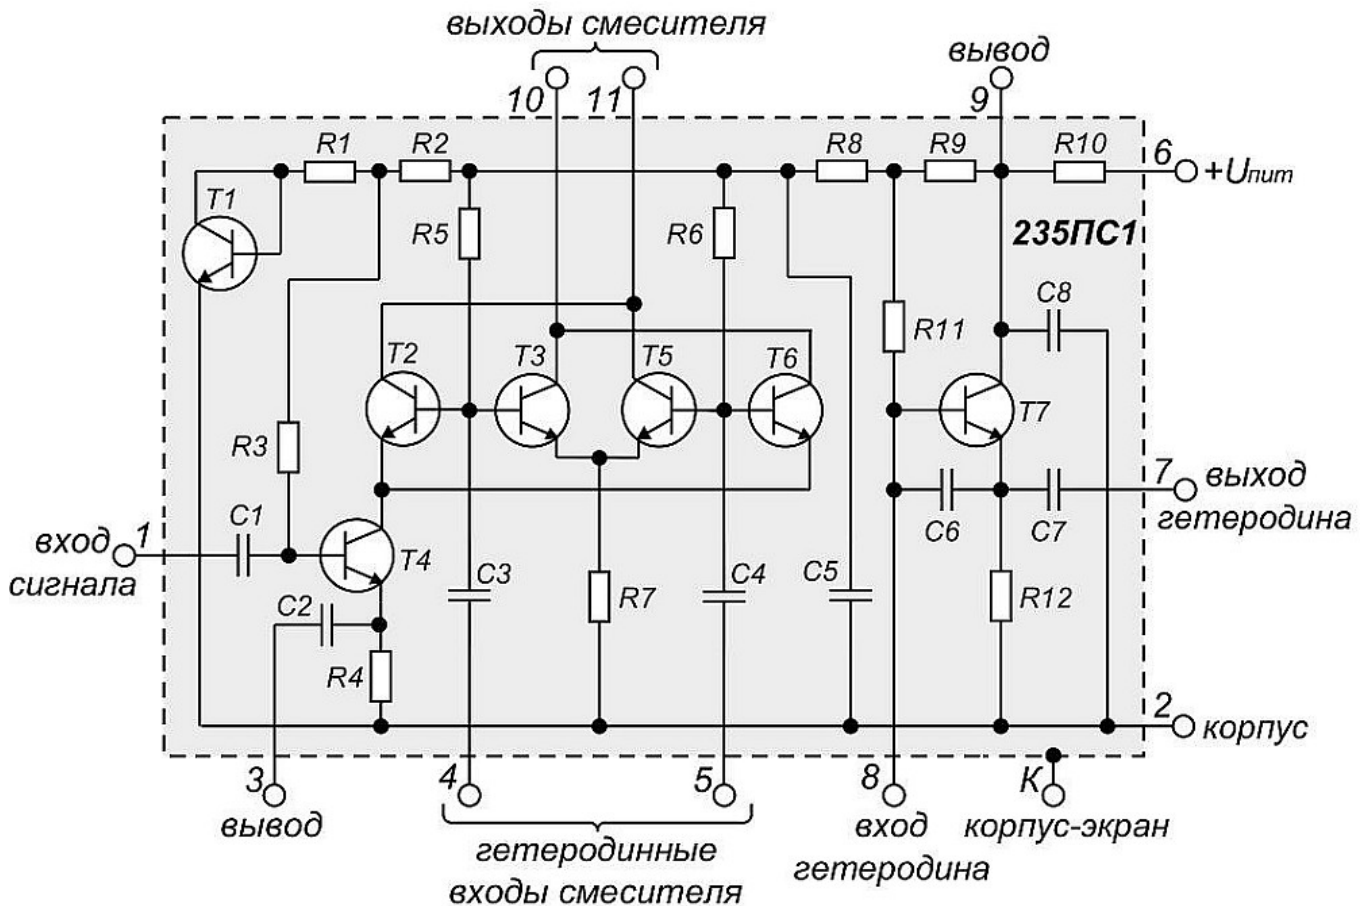 выходы смесителя
вывод
10 11 9
R1 R2 R8 R9 R10 6
+Uпит
T1
R5 R6 235ПС1
C8
R11
T2 T3 T5 T6
T7
R3
7 выход
гетеродина
C1 C6 C7
вход 1
сигнала
T4 C3 C4 C5
C2 R7 R12
R4
2
корпус
3 4 5 8 К
вывод вход корпус-экран
гетеродинные гетеродина
входы смесителя